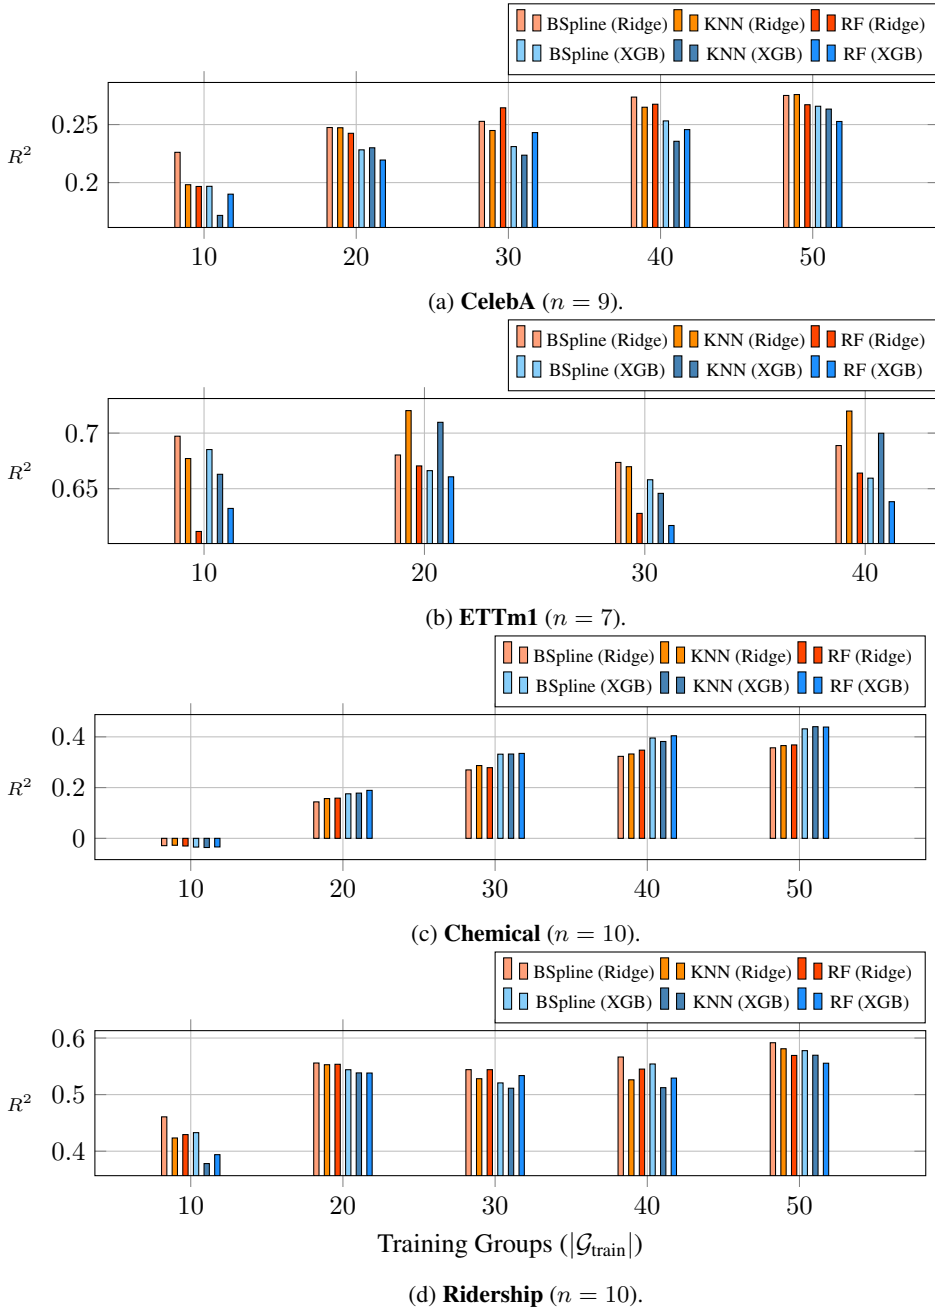 BSpline (Ridge) KNN (Ridge) RF (Ridge)
BSpline (XGB) KNN (XGB) RF (XGB)
0.25
R²
0.2
10 20 30 40 50
(a) CelebA (n = 9).
BSpline (Ridge) KNN (Ridge) RF (Ridge)
BSpline (XGB) KNN (XGB) RF (XGB)
0.7
R²
0.65
10 20 30 40
(b) ETTm1 (n = 7).
BSpline (Ridge) KNN (Ridge) RF (Ridge)
BSpline (XGB) KNN (XGB) RF (XGB)
0.4
R²
0.2
0
10 20 30 40 50
(c) Chemical (n = 10).
BSpline (Ridge) KNN (Ridge) RF (Ridge)
BSpline (XGB) KNN (XGB) RF (XGB)
0.6
R²
0.5
0.4
10 20 30 40 50
Training Groups (|𝒢train|)
(d) Ridership (n = 10).